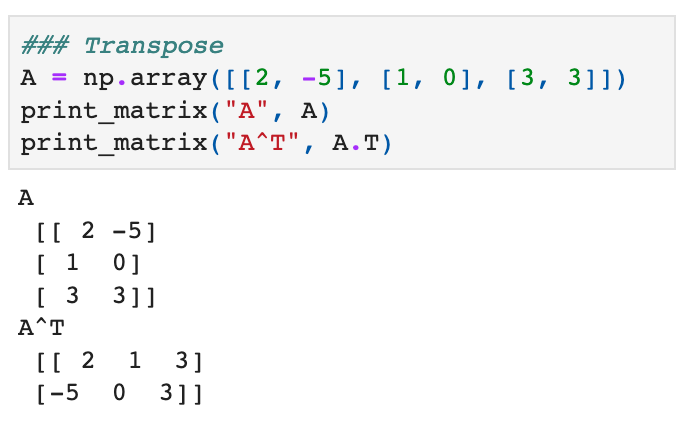 ### Transpose
A = np.array([[2, -5], [1, 0], [3, 3]])
print_matrix("A", A)
print_matrix("A^T", A.T)
A
 [[ 2 -5]
 [ 1  0]
 [ 3  3]]
A^T
 [[ 2  1  3]
 [-5  0  3]]